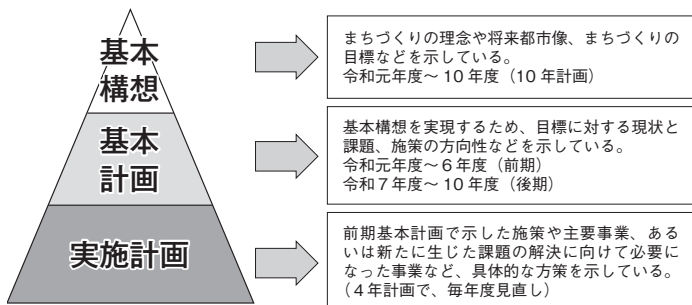 基本
構想
まちづくりの理念や将来都市像、まちづくりの
目標などを示している。
令和元年度～10年度（10年計画）
基本
計画
基本構想を実現するため、目標に対する現状と
課題、施策の方向性などを示している。
令和元年度～６年度（前期）
令和７年度～10年度（後期）
実施計画
前期基本計画で示した施策や主要事業、ある
いは新たに生じた課題の解決に向けて必要に
なった事業など、具体的な方策を示している。
（４年計画で、毎年度見直し）